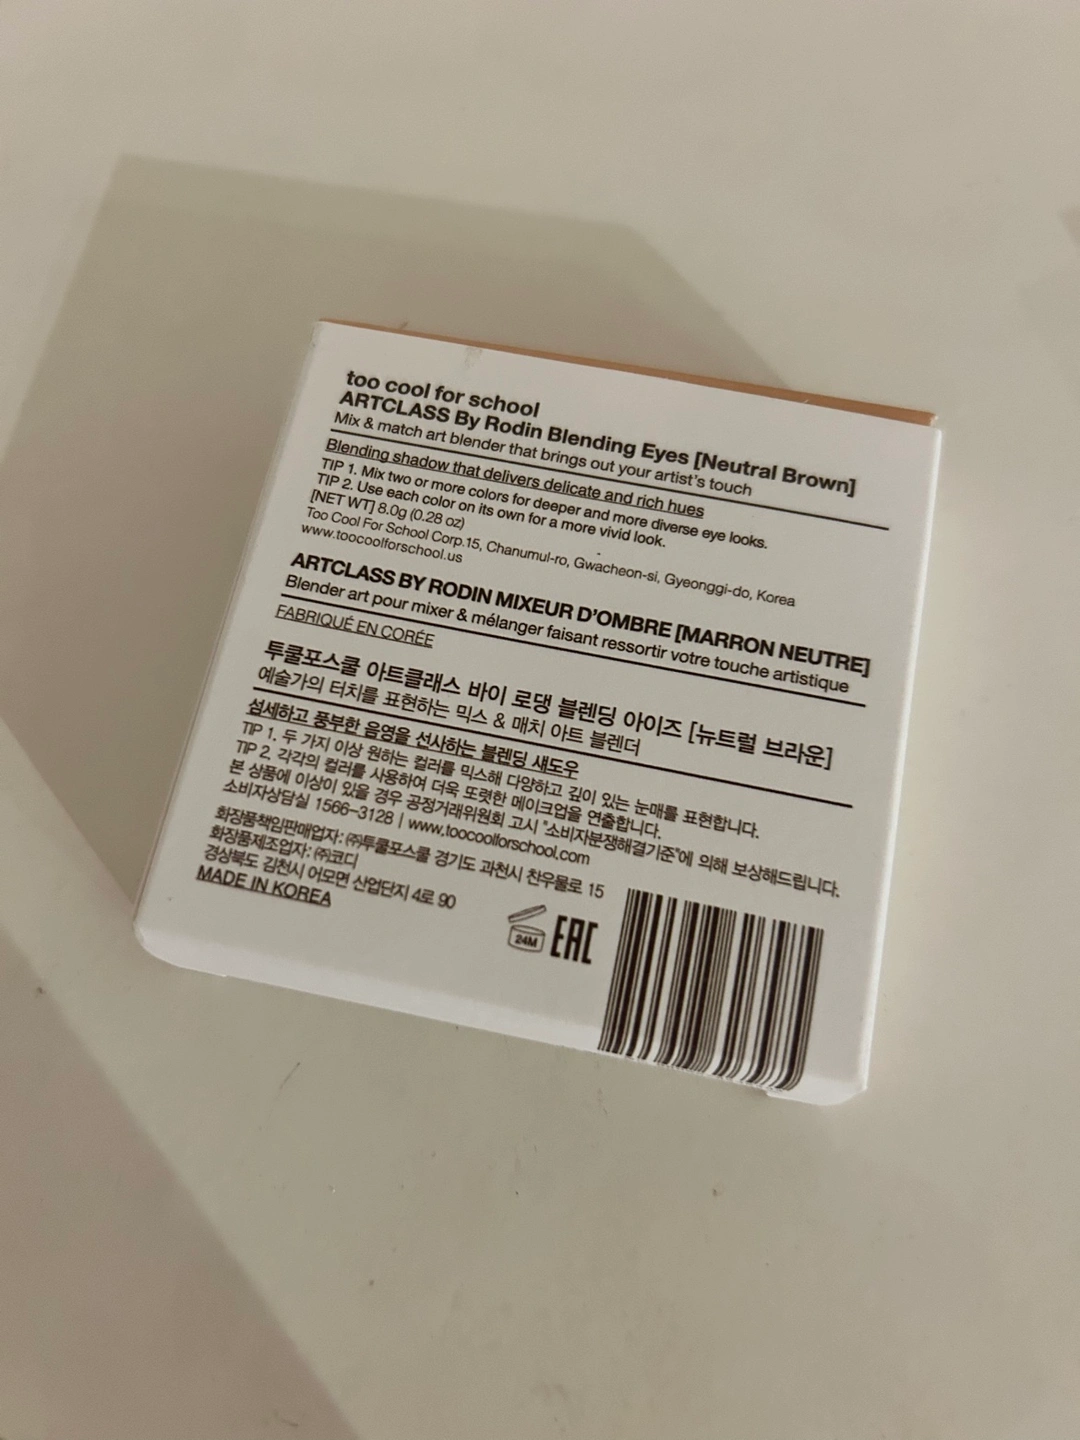 too cool for school
ARTCLASS By Rodin Blending Eyes [Neutral Brown]
Mix & match art blender that brings out your artist's touch
Blending shadow that delivers delicate and rich hues
TIP 1. Mix two or more colors for deeper and more diverse eye looks.
TIP 2. Use each color on its own for a more vivid look.
[NET WT] 8.0g (0.28 oz)
Too Cool For School Corp.15, Chanumul-ro, Gwacheon-si, Gyeonggi-do, Korea
www.toocoolforschool.us
ARTCLASS BY RODIN MIXEUR D'OMBRE [MARRON NEUTRE]
Blender art pour mixer & mélanger faisant ressortir votre touche artistique
FABRIQUÉ EN CORÉE
투쿨포스쿨 아트클래스 바이 로댕 블렌딩 아이즈 [뉴트럴 브라운]
예술가의 터치를 표현하는 믹스 & 매치 아트 블렌더
섬세하고 풍부한 음영을 선사하는 블렌딩 섀도우
TIP 1. 두 가지 이상 원하는 컬러를 믹스해 다양하고 깊이 있는 눈매를 표현합니다.
TIP 2. 각각의 컬러를 사용하여 더욱 또렷한 메이크업을 연출합니다.
본 상품에 이상이 있을 경우 공정거래위원회 고시 "소비자분쟁해결기준"에 의해 보상해드립니다.
소비자상담실 1566-3128 | www.toocoolforschool.com
화장품책임판매업자: ㈜투쿨포스쿨 경기도 과천시 찬우물로 15
화장품제조업자: ㈜코디
경상북도 김천시 어모면 산업단지 4로 90
MADE IN KOREA
24M
EAC